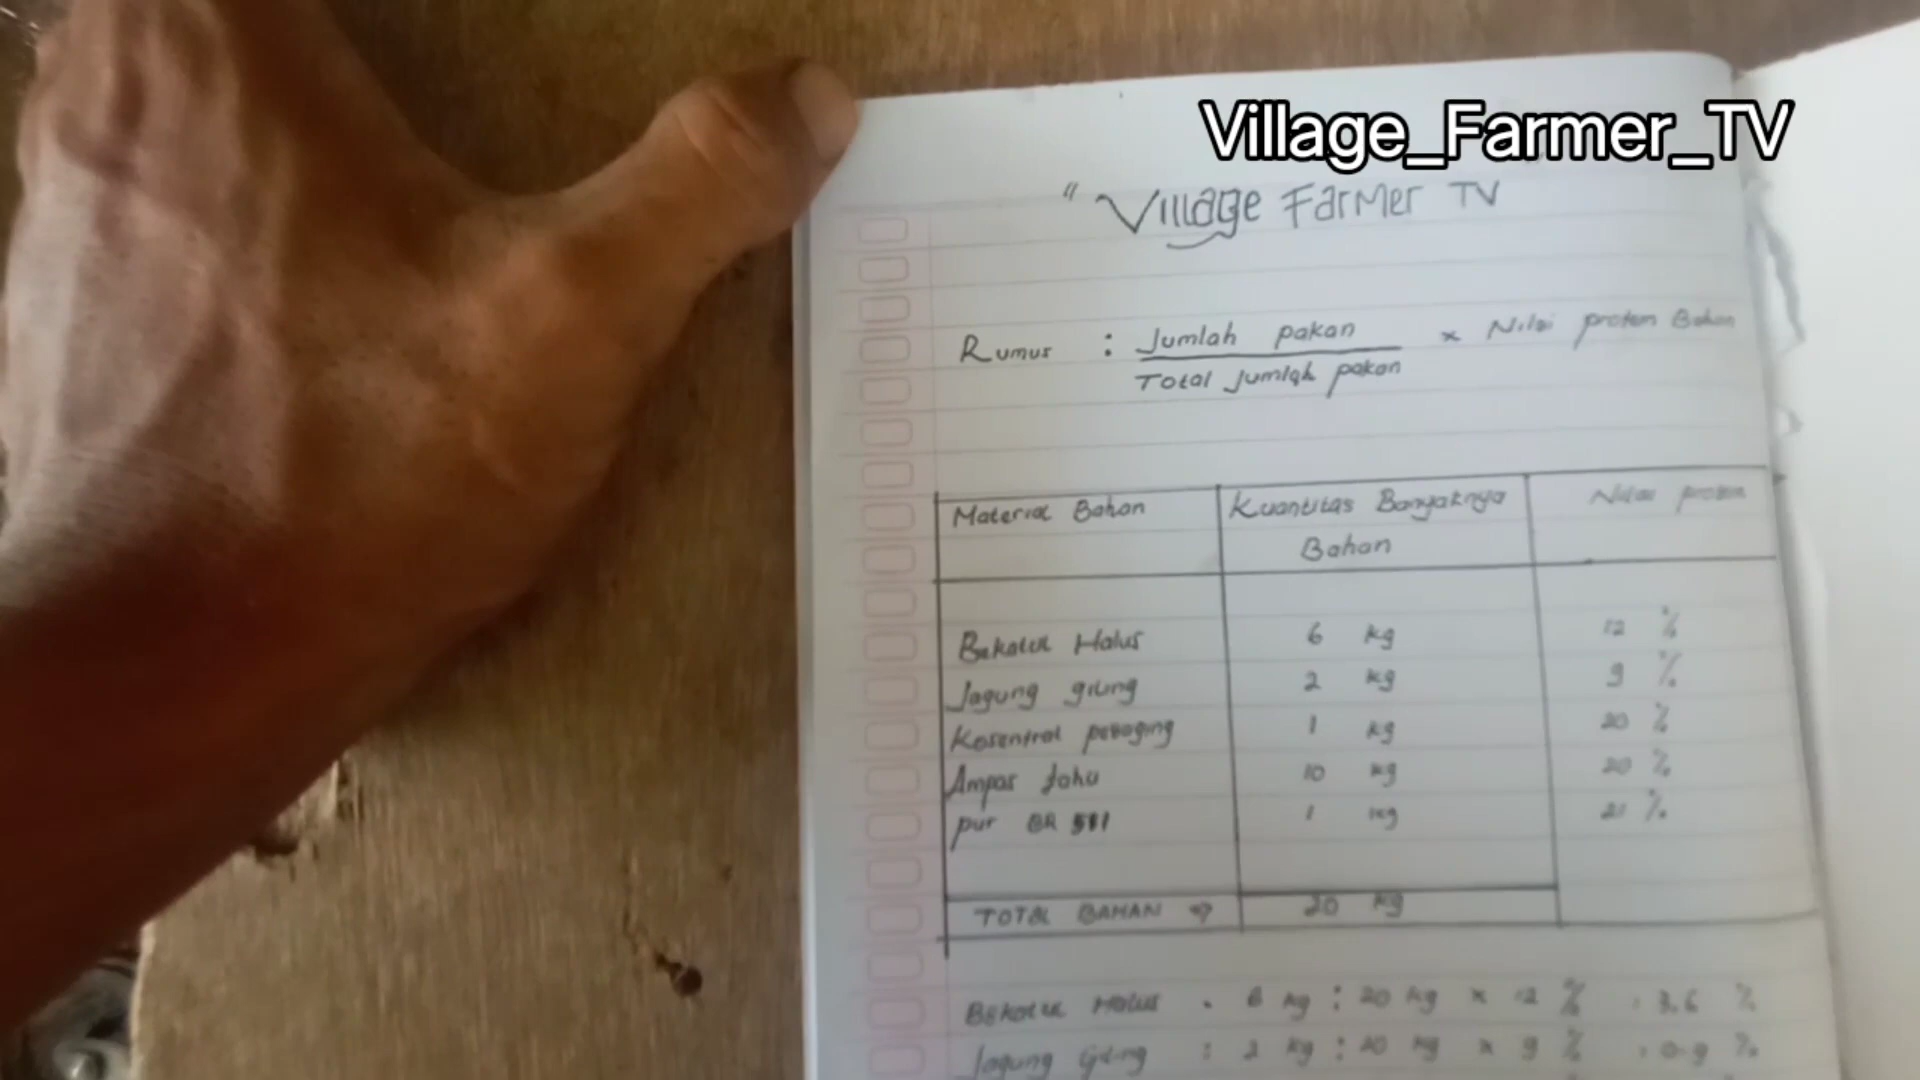 Village_Farmer_TV
" Village Farmer TV
Rumus : Jumlah pakan / Total Jumlah pakan x Nilai protein Bahan
Material Bahan Kuantitas Banyaknya Bahan Nilai protein
Bekatul Halus 6 kg 12 %
Jagung giling 2 kg 9 %
Kosentrat pedaging 1 kg 20 %
Ampas tahu 10 kg 20 %
pur BR 511 1 kg 21 %
TOTAL BAHAN ⇒ 20 kg
Bekatul Halus . 6 kg : 20 kg x 12 % : 3.6 %
Jagung Giling : 2 kg : 20 kg x 9 % : 0.9 %